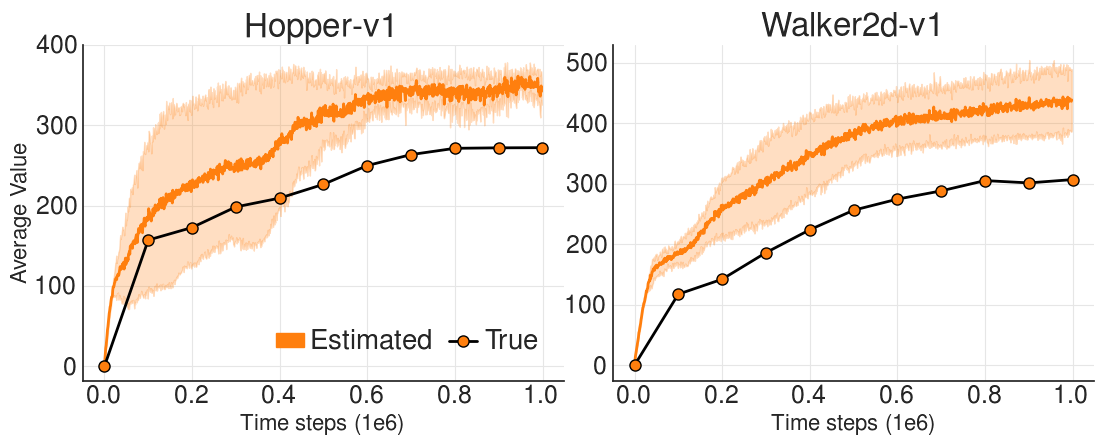 Hopper-v1
Average Value
400
300
200
100
0
0.0 0.2 0.4 0.6 0.8 1.0
Time steps (1e6)
Estimated True
Walker2d-v1
500
400
300
200
100
0
0.0 0.2 0.4 0.6 0.8 1.0
Time steps (1e6)